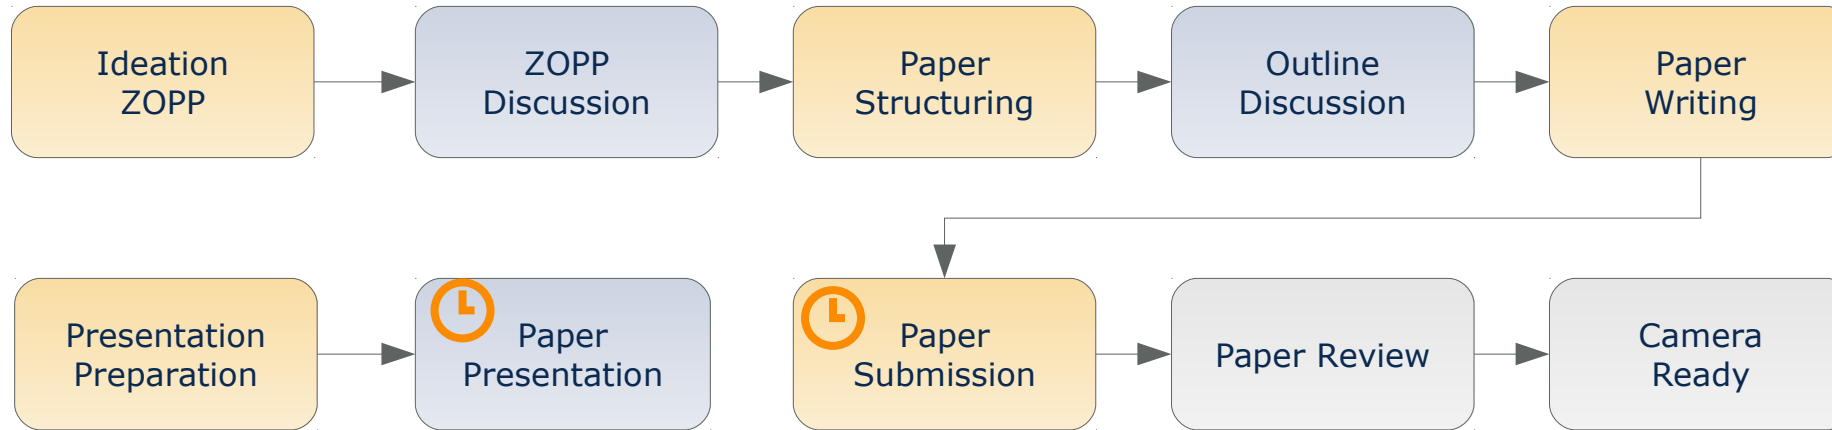 Ideation
ZOPP
ZOPP
Discussion
Paper
Structuring
Outline
Discussion
Paper
Writing
Presentation
Preparation
Paper
Presentation
Paper
Submission
Paper Review
Camera
Ready